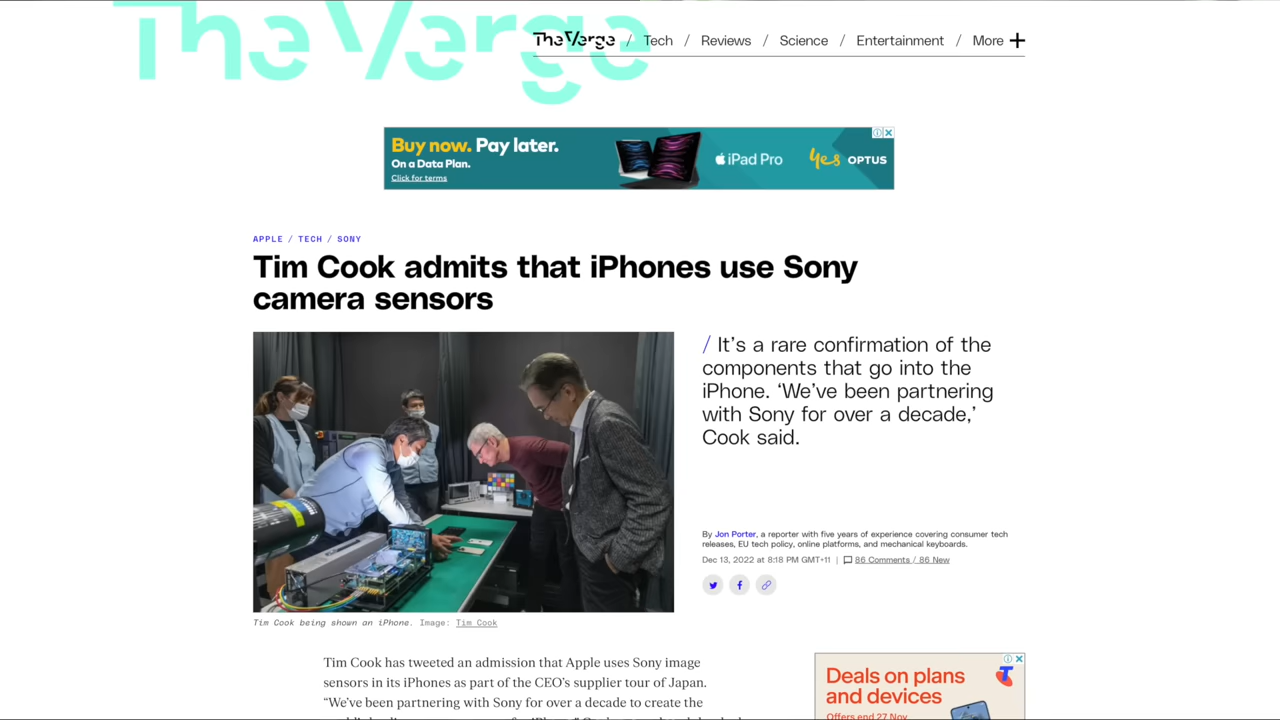 The Verge
The Verge / Tech / Reviews / Science / Entertainment / More +
Buy now. Pay later.
On a Data Plan.
Click for terms
iPad Pro
yes OPTUS
APPLE / TECH / SONY
Tim Cook admits that iPhones use Sony
camera sensors
/ It’s a rare confirmation of the
components that go into the
iPhone. ‘We’ve been partnering
with Sony for over a decade,’
Cook said.
By Jon Porter, a reporter with five years of experience covering consumer tech
releases, EU tech policy, online platforms, and mechanical keyboards.
Dec 13, 2022 at 8:18 PM GMT+11 | 86 Comments / 86 New
Tim Cook being shown an iPhone. Image: Tim Cook
Tim Cook has tweeted an admission that Apple uses Sony image
sensors in its iPhones as part of the CEO’s supplier tour of Japan.
“We’ve been partnering with Sony for over a decade to create the
Deals on plans
and devices
Offers end 27 Nov